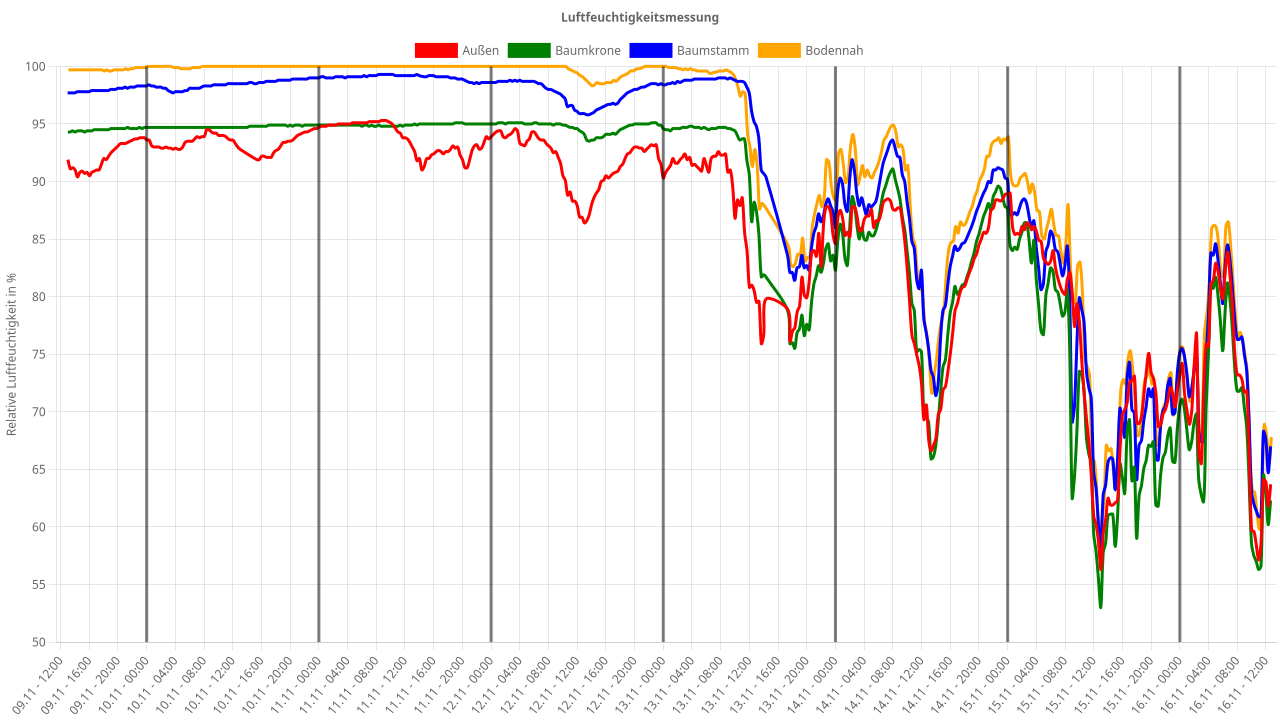 Luftfeuchtigkeitsmessung
Außen Baumkrone Baumstamm Bodennah
Relative Luftfeuchtigkeit in %
100
95
90
85
80
75
70
65
60
55
50
09.11 - 12:00
09.11 - 16:00
09.11 - 20:00
10.11 - 00:00
10.11 - 04:00
10.11 - 08:00
10.11 - 12:00
10.11 - 16:00
10.11 - 20:00
11.11 - 00:00
11.11 - 04:00
11.11 - 08:00
11.11 - 12:00
11.11 - 16:00
11.11 - 20:00
12.11 - 00:00
12.11 - 04:00
12.11 - 08:00
12.11 - 12:00
12.11 - 16:00
12.11 - 20:00
13.11 - 00:00
13.11 - 04:00
13.11 - 08:00
13.11 - 12:00
13.11 - 16:00
13.11 - 20:00
14.11 - 00:00
14.11 - 04:00
14.11 - 08:00
14.11 - 12:00
14.11 - 16:00
14.11 - 20:00
15.11 - 00:00
15.11 - 04:00
15.11 - 08:00
15.11 - 12:00
15.11 - 16:00
15.11 - 20:00
16.11 - 00:00
16.11 - 04:00
16.11 - 08:00
16.11 - 12:00